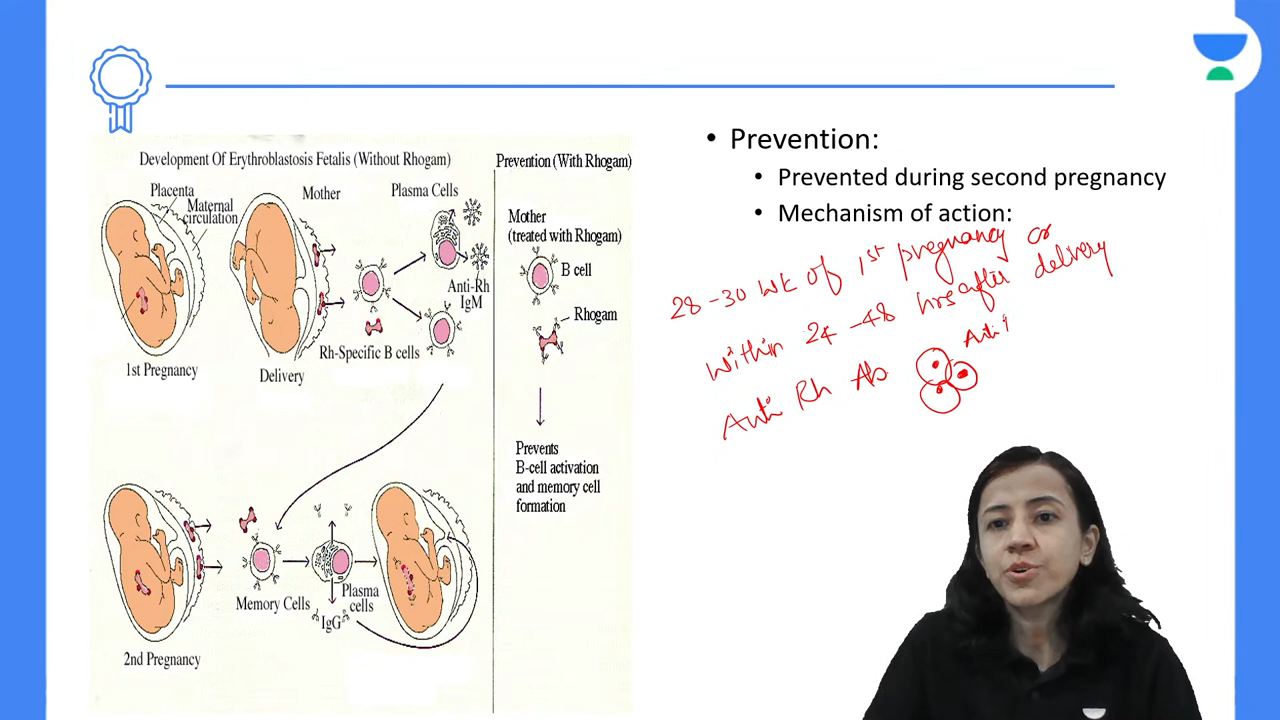 Development Of Erythroblastosis Fetalis (Without Rhogam)
Placenta
Maternal
circulation
Mother
Plasma Cells
Anti-Rh
IgM
Rh-Specific B cells
1st Pregnancy
Delivery
Memory Cells
Plasma
cells
IgG
2nd Pregnancy
Prevention (With Rhogam)
Mother
(treated with Rhogam)
B cell
Rhogam
Prevents
B-cell activation
and memory cell
formation
• Prevention:
• Prevented during second pregnancy
• Mechanism of action:
28-30 wk of 1st pregnancy or
within 24-48 hrs after delivery
Anti Rh Ab
Anti